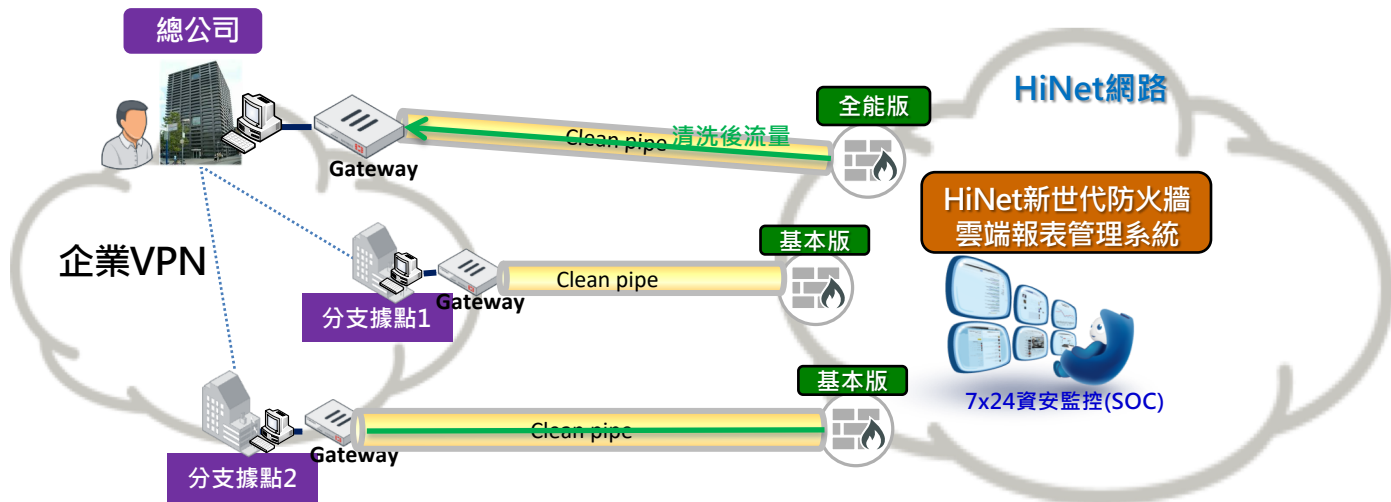 總公司
HiNet網路
全能版
Clean pipe
清洗後流量
Gateway
HiNet新世代防火牆
雲端報表管理系統
企業VPN
基本版
Clean pipe
Gateway
分支據點1
基本版
7x24資安監控(SOC)
Clean pipe
Gateway
分支據點2